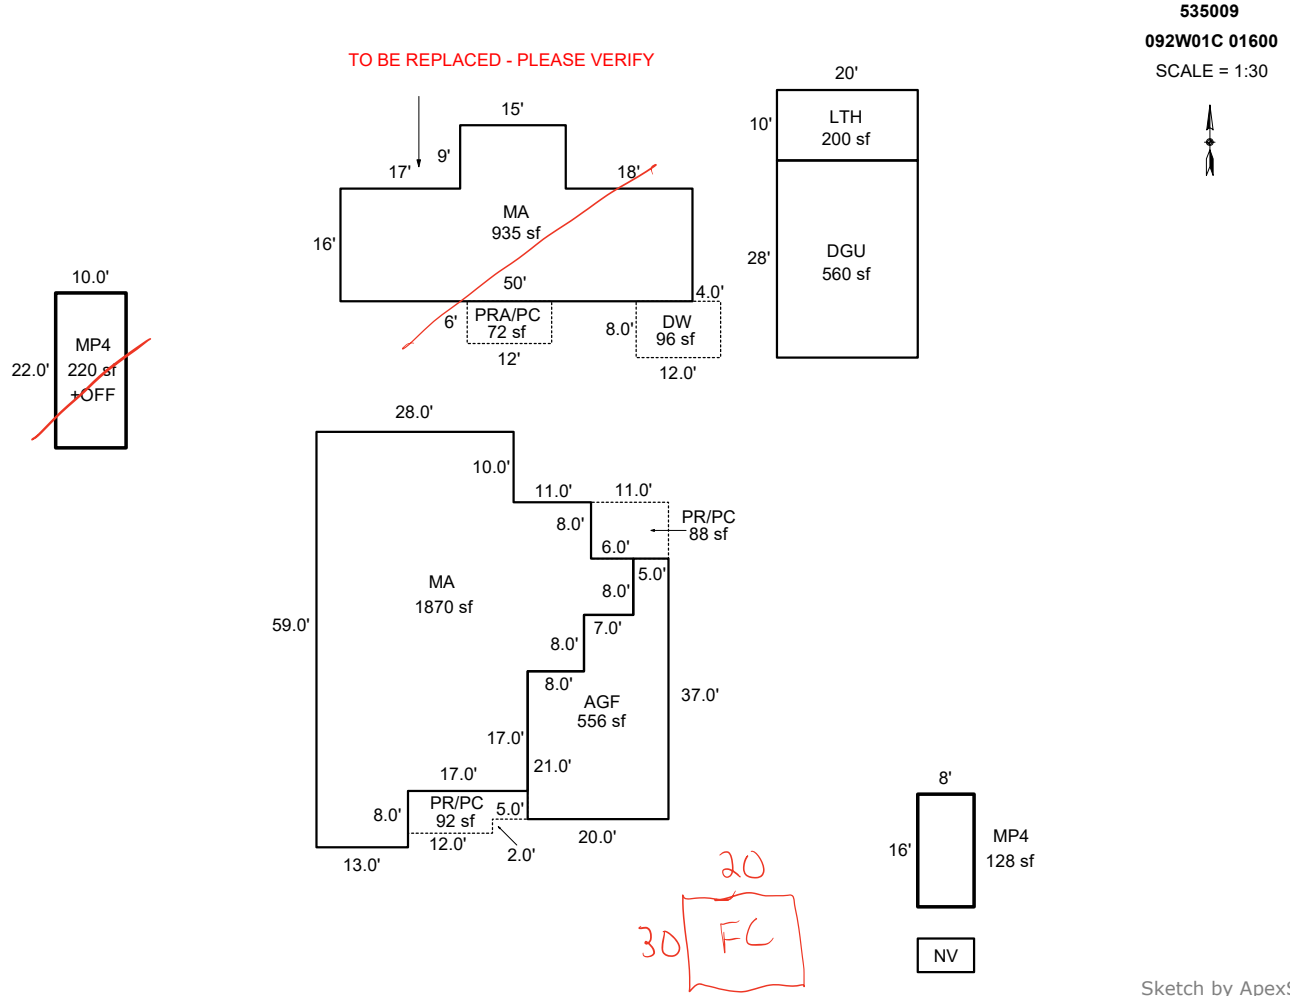 535009
092W01C 01600
SCALE = 1:30
TO BE REPLACED - PLEASE VERIFY
15'
9'
17'
18'
16'
MA
935 sf
50'
6'
PRA/PC
72 sf
12'
4.0'
8.0'
DW
96 sf
12.0'
20'
10'
LTH
200 sf
28'
DGU
560 sf
10.0'
22.0'
MP4
220 sf
+OFF
28.0'
10.0'
11.0'
11.0'
8.0'
PR/PC
88 sf
6.0'
5.0'
8.0'
7.0'
8.0'
8.0'
MA
1870 sf
59.0'
AGF
556 sf
37.0'
17.0'
21.0'
17.0'
8.0'
PR/PC
92 sf
5.0'
12.0'
2.0'
13.0'
20.0'
20
30
FC
8'
16'
MP4
128 sf
NV
Sketch by Apex